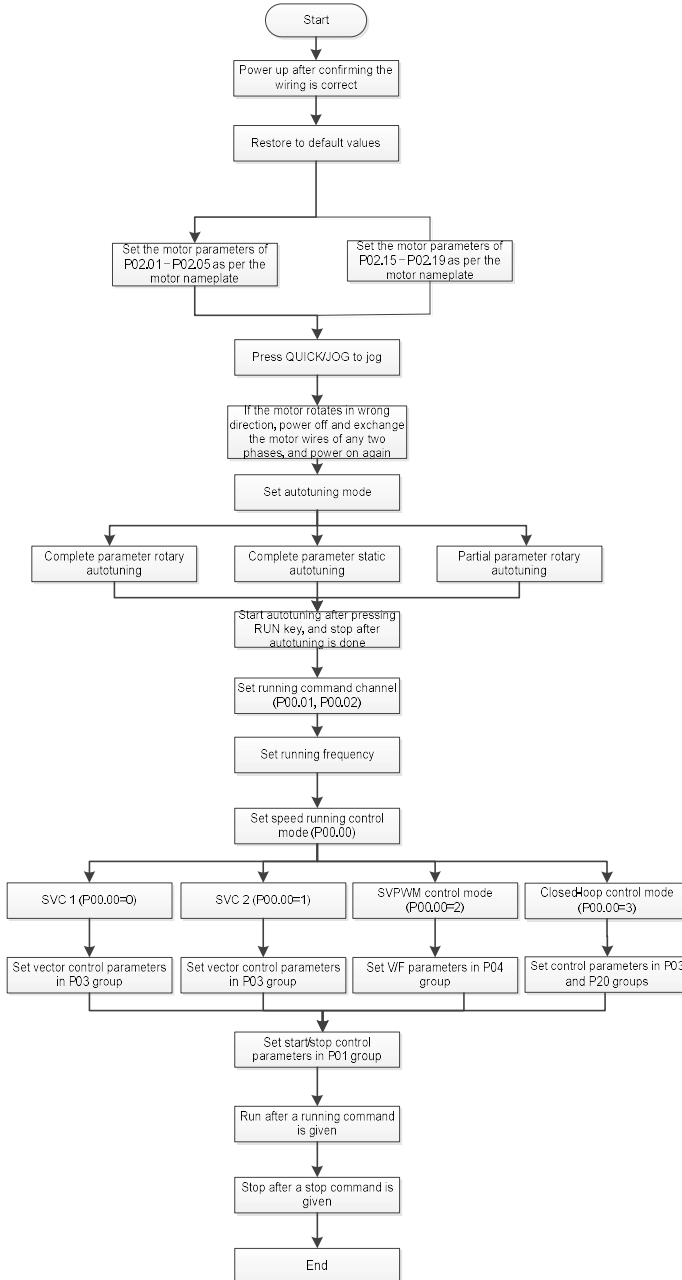 Start
Power up after confirming the
wiring is correct
Restore to default values
Set the motor parameters of
P02.01–P02.05 as per the
motor nameplate
Set the motor parameters of
P02.15–P02.19 as per the
motor nameplate
Press QUICK/JOG to jog
If the motor rotates in wrong
direction, power off and exchange
the motor wires of any two
phases, and power on again
Set autotuning mode
Complete parameter rotary
autotuning
Complete parameter static
autotuning
Partial parameter rotary
autotuning
Start autotuning after pressing
RUN key, and stop after
autotuning is done
Set running command channel
(P00.01, P00.02)
Set running frequency
Set speed running control
mode (P00.00)
SVC 1 (P00.00=0)
SVC 2 (P00.00=1)
SVPWM control mode
(P00.00=2)
Closed-loop control mode
(P00.00=3)
Set vector control parameters
in P03 group
Set vector control parameters
in P03 group
Set V/F parameters in P04
group
Set control parameters in P03
and P20 groups
Set start/stop control
parameters in P01 group
Run after a running command
is given
Stop after a stop command is
given
End